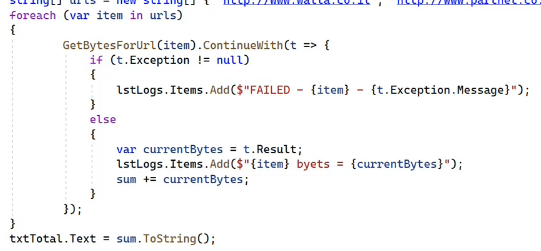 string[] urls = new string[] { "http://www.walla.co.il", "http://www.partnet.co.
foreach (var item in urls)
{
GetBytesForUrl(item).ContinueWith(t => {
if (t.Exception != null)
{
lstLogs.Items.Add($"FAILED - {item} - {t.Exception.Message}");
}
else
{
var currentBytes = t.Result;
lstLogs.Items.Add($"{item} byets = {currentBytes}");
sum += currentBytes;
}
});
}
txtTotal.Text = sum.ToString();